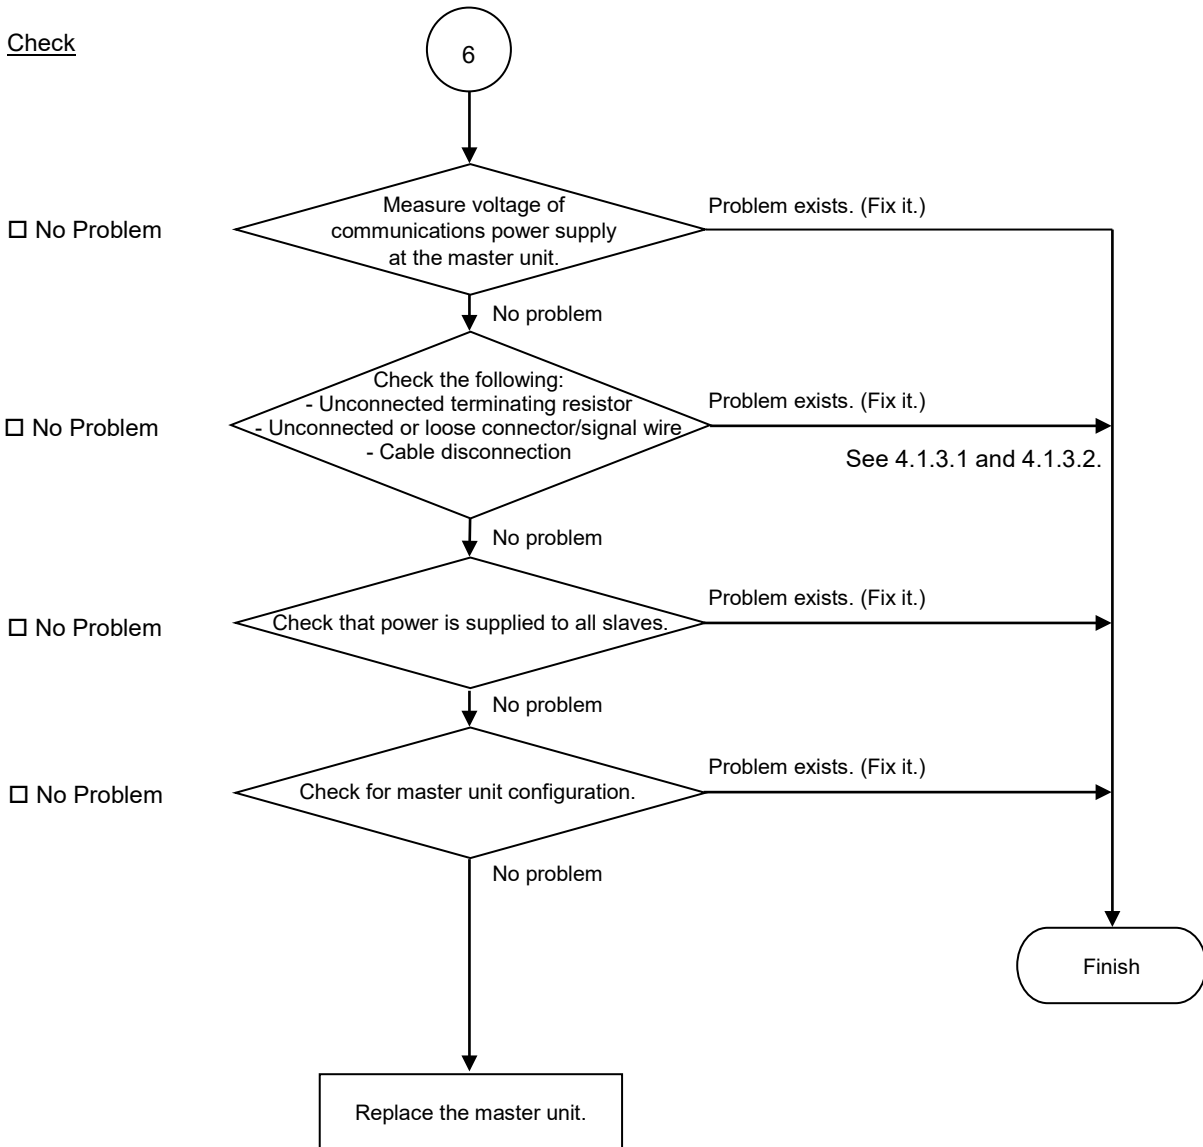 Check
6
☐ No Problem
Measure voltage of
communications power supply
at the master unit.
Problem exists. (Fix it.)
No problem
☐ No Problem
Check the following:
- Unconnected terminating resistor
- Unconnected or loose connector/signal wire
- Cable disconnection
Problem exists. (Fix it.)
See 4.1.3.1 and 4.1.3.2.
No problem
☐ No Problem
Check that power is supplied to all slaves.
Problem exists. (Fix it.)
No problem
☐ No Problem
Check for master unit configuration.
Problem exists. (Fix it.)
No problem
Finish
Replace the master unit.